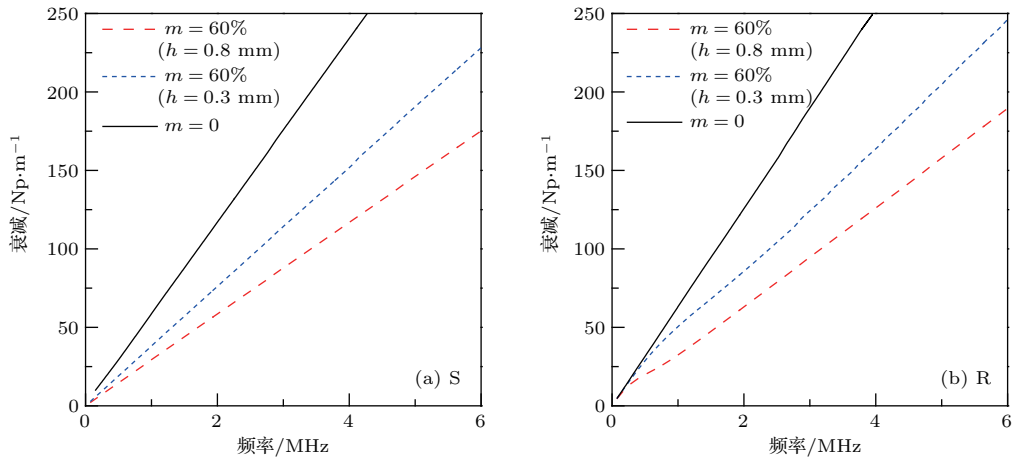 250
200
150
100
50
0
衰减/Np·m⁻¹
m = 60%
(h = 0.8 mm)
m = 60%
(h = 0.3 mm)
m = 0
(a) S
0 2 4 6
频率/MHz
250
200
150
100
50
0
衰减/Np·m⁻¹
m = 60%
(h = 0.8 mm)
m = 60%
(h = 0.3 mm)
m = 0
(b) R
0 2 4 6
频率/MHz